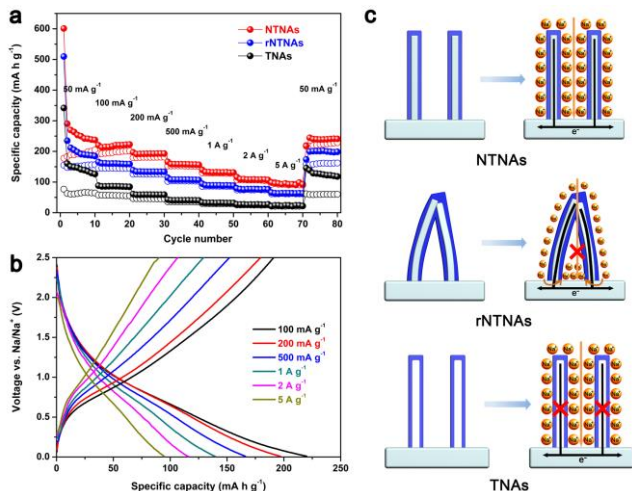 a
Specific capacity (mA h g⁻¹)
600
500
400
300
200
100
0
NTNAs
rNTNAs
TNAs
50 mA g⁻¹
100 mA g⁻¹
200 mA g⁻¹
500 mA g⁻¹
1 A g⁻¹
2 A g⁻¹
5 A g⁻¹
50 mA g⁻¹
0 10 20 30 40 50 60 70 80
Cycle number
b
Voltage vs. Na/Na⁺ (V)
2.5
2.0
1.5
1.0
0.5
0.0
100 mA g⁻¹
200 mA g⁻¹
500 mA g⁻¹
1 A g⁻¹
2 A g⁻¹
5 A g⁻¹
0 50 100 150 200 250
Specific capacity (mA h g⁻¹)
c
e⁻
NTNAs
e⁻
rNTNAs
e⁻
TNAs